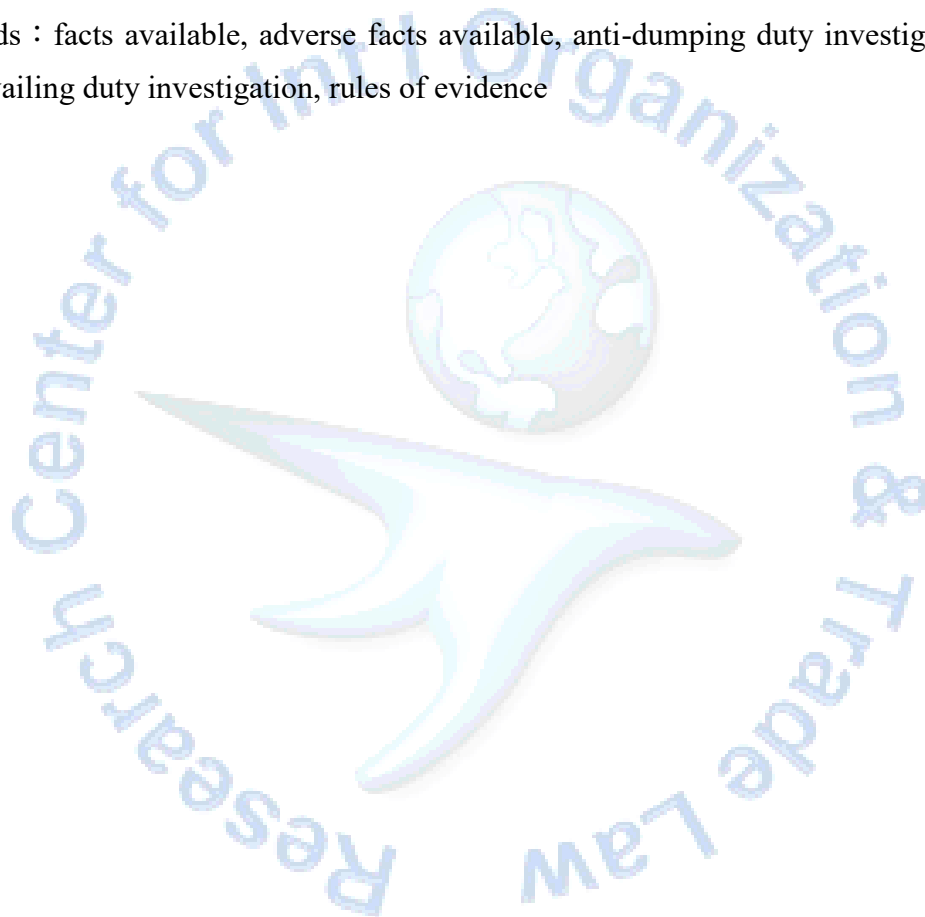 ds：facts available, adverse facts available, anti-dumping duty investig
vailing duty investigation, rules of evidence
Research Center for Int'l Organization & Trade Law